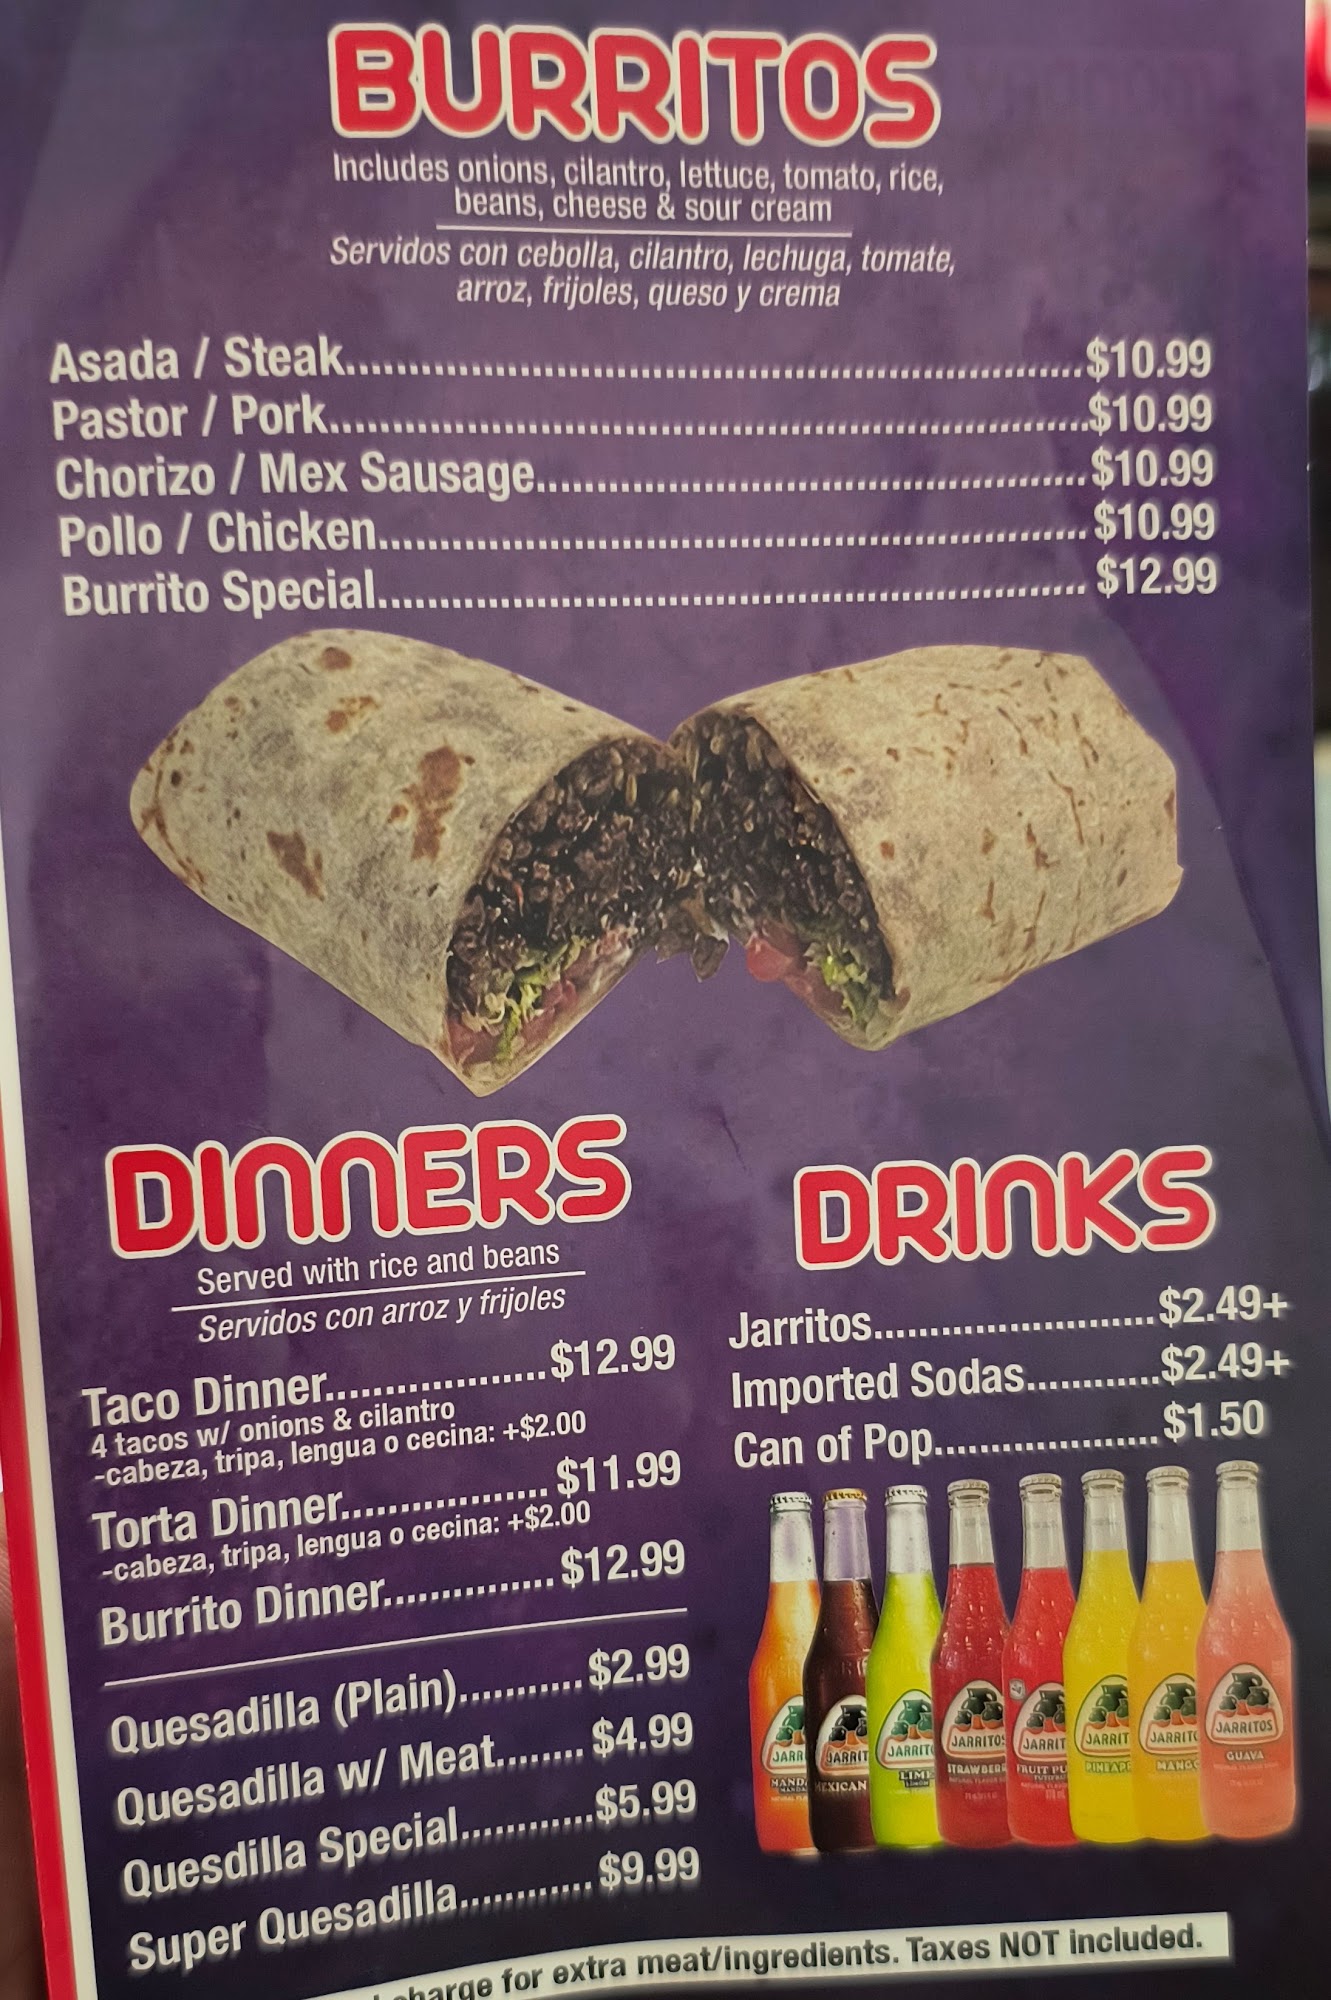 BURRITOS
Includes onions, cilantro, lettuce, tomato, rice,
beans, cheese & sour cream
Servidos con cebolla, cilantro, lechuga, tomate,
arroz, frijoles, queso y crema
Asada / Steak $10.99
Pastor / Pork $10.99
Chorizo / Mex Sausage $10.99
Pollo / Chicken $10.99
Burrito Special $12.99
DINNERS
Served with rice and beans
Servidos con arroz y frijoles
Taco Dinner $12.99
4 tacos w/ onions & cilantro
-cabeza, tripa, lengua o cecina: +$2.00
Torta Dinner $11.99
-cabeza, tripa, lengua o cecina: +$2.00
Burrito Dinner $12.99
Quesadilla (Plain) $2.99
Quesadilla w/ Meat $4.99
Quesdilla Special $5.99
Super Quesadilla $9.99
DRINKS
Jarritos $2.49+
Imported Sodas $2.49+
Can of Pop $1.50
JARRITOS
LIME
JARRITOS
GUAVA
charge for extra meat/ingredients. Taxes NOT included.